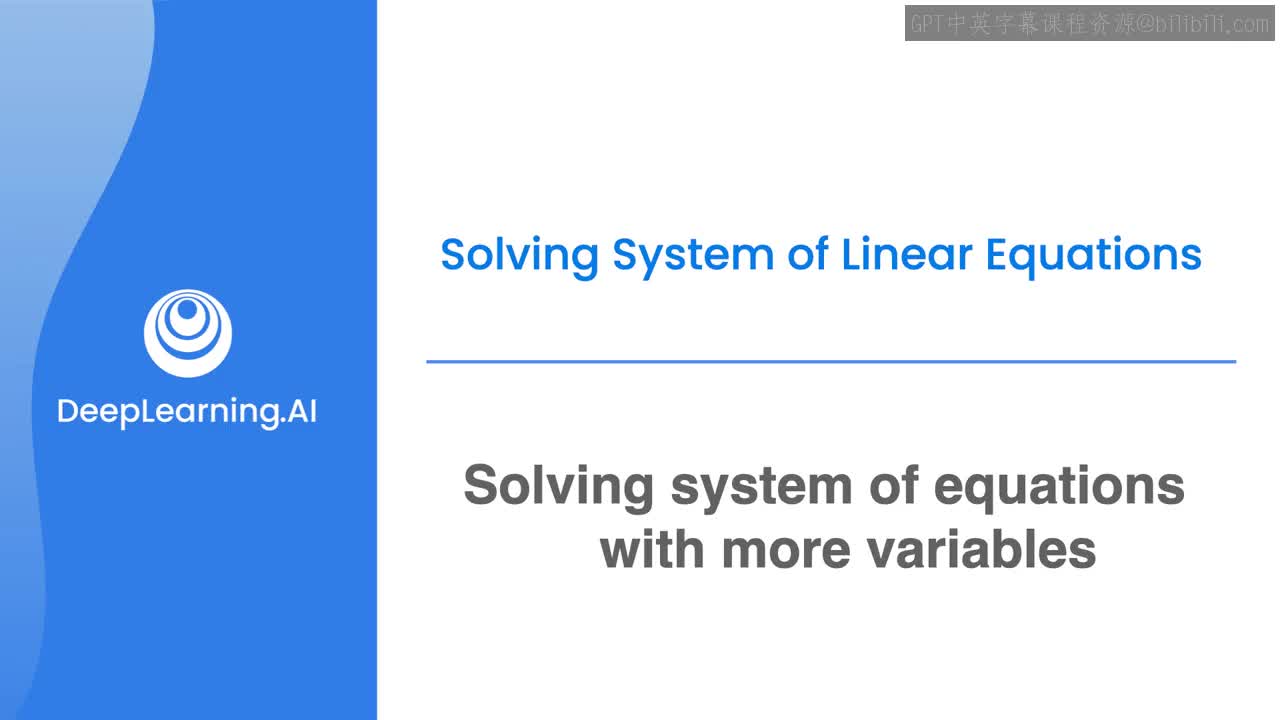 GPT中英字幕课程资源@bilibili.com
Solving System of Linear Equations
DeepLearning.AI
Solving system of equations
with more variables